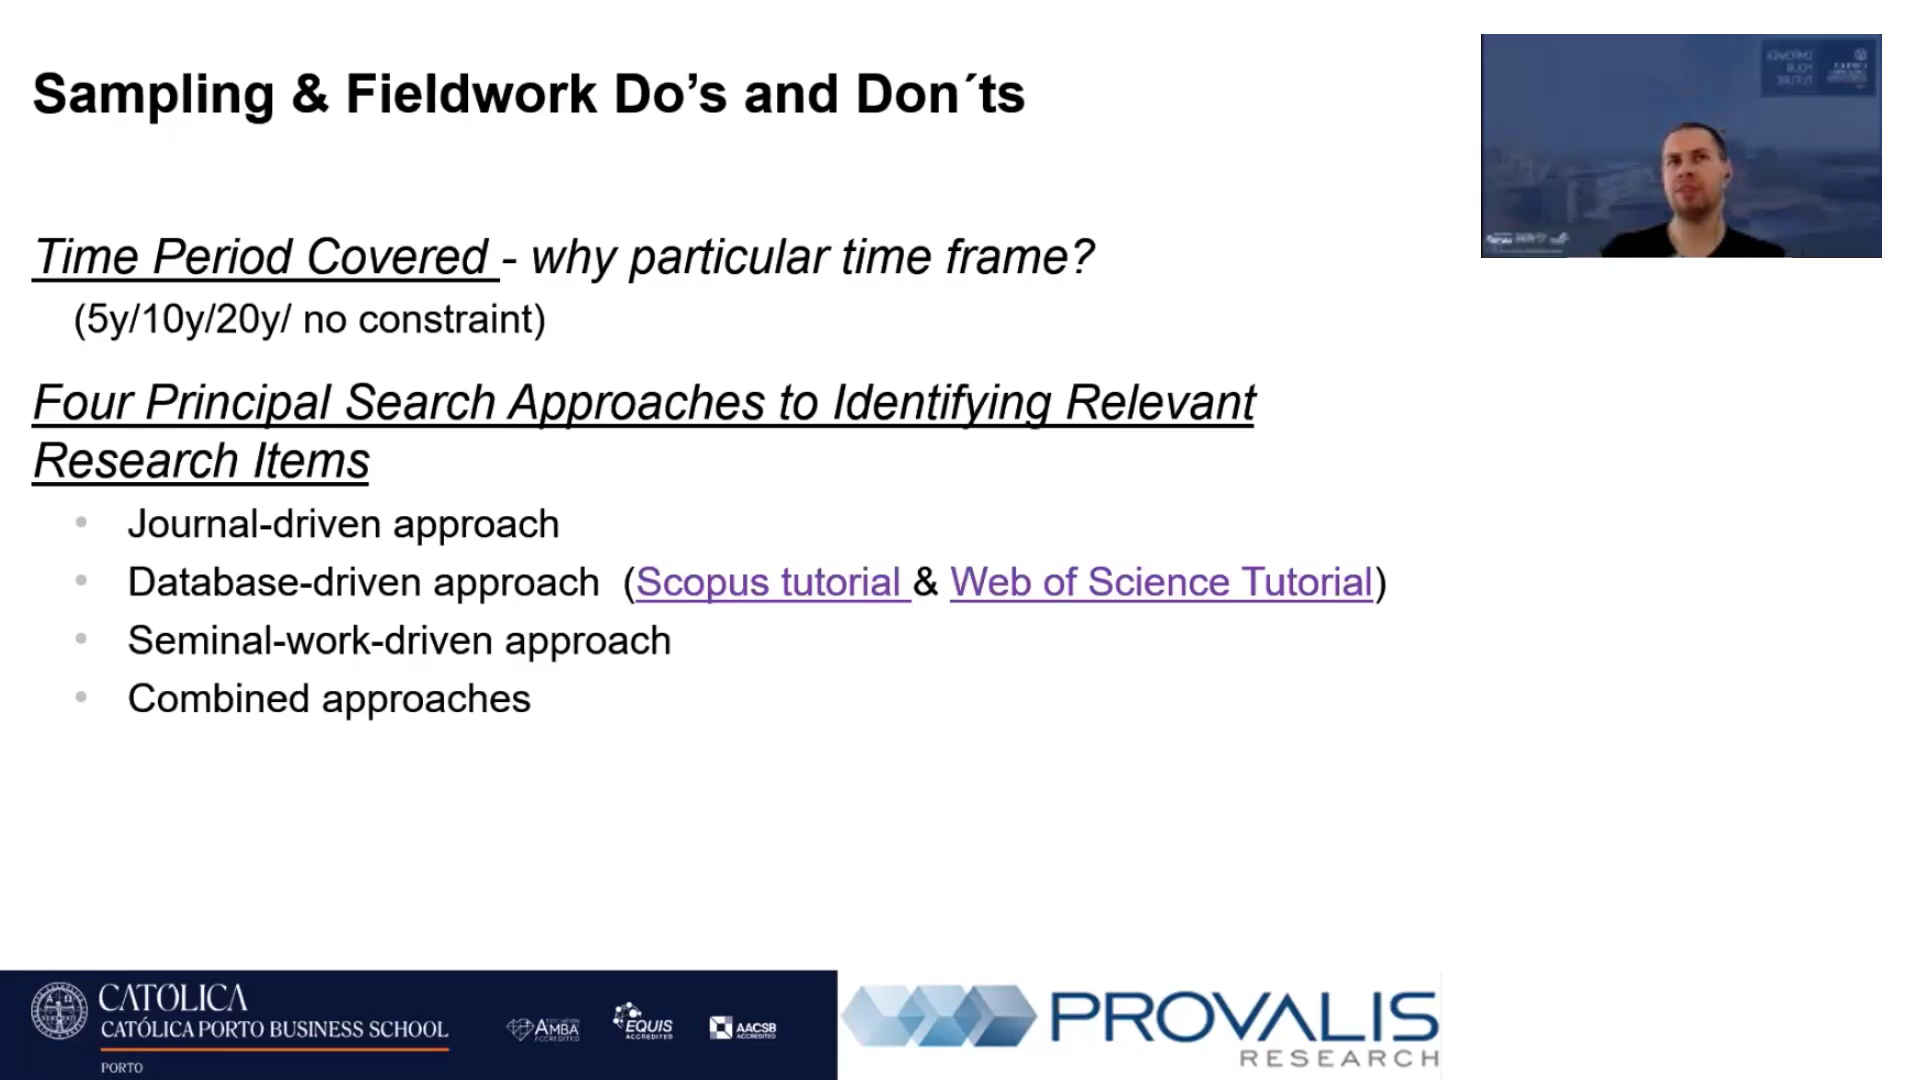 Sampling & Fieldwork Do’s and Don´ts
Time Period Covered - why particular time frame?
(5y/10y/20y/ no constraint)
Four Principal Search Approaches to Identifying Relevant
Research Items
• Journal-driven approach
• Database-driven approach (Scopus tutorial & Web of Science Tutorial)
• Seminal-work-driven approach
• Combined approaches
CATÓLICA
CATÓLICA PORTO BUSINESS SCHOOL
PORTO
ASSOCIATION
AMBA
ACCREDITED
EQUIS
ACCREDITED
AACSB
ACCREDITED
PROVALIS
RESEARCH